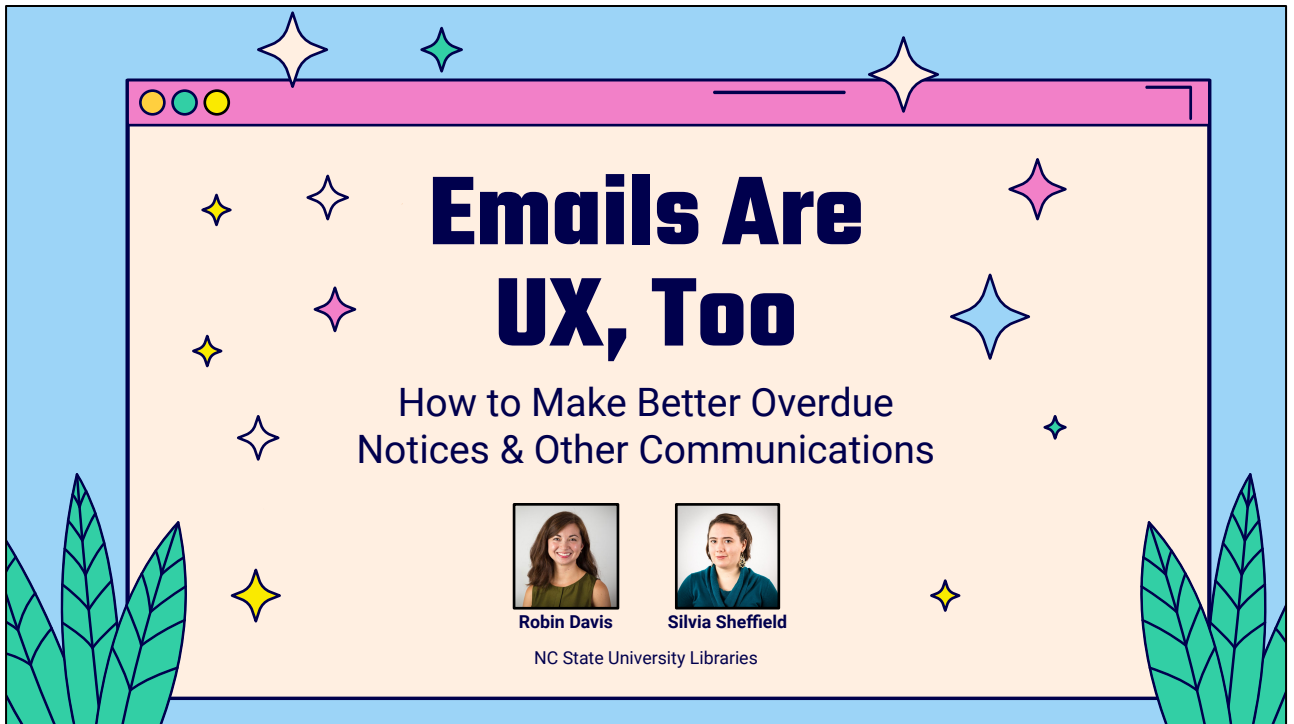 Emails Are
UX, Too
How to Make Better Overdue
Notices & Other Communications
Robin Davis
Silvia Sheffield
NC State University Libraries